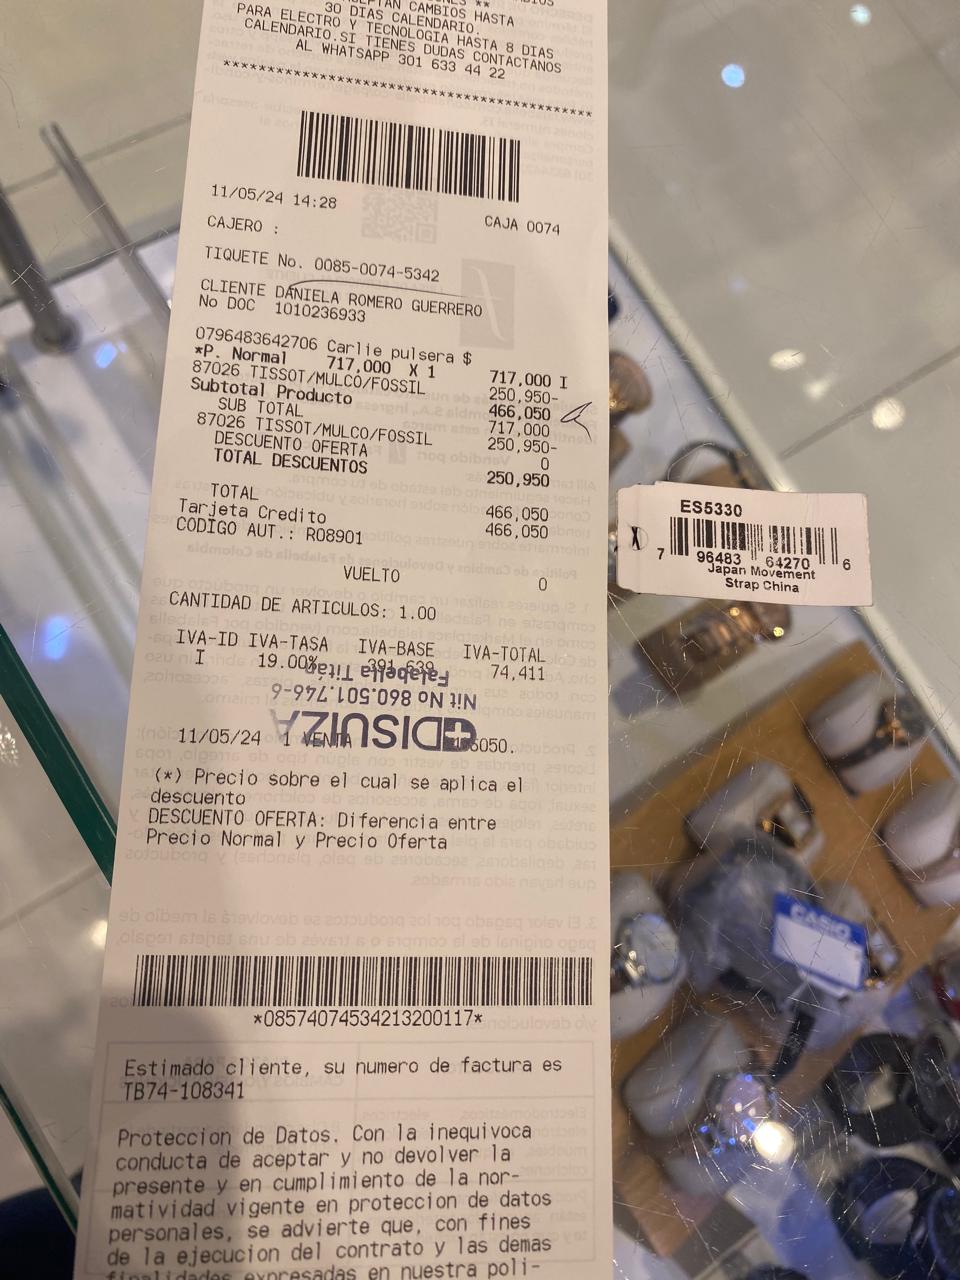 ACEPTAN CAMBIOS HASTA
30 DIAS CALENDARIO.
PARA ELECTRO Y TECNOLOGIA HASTA 8 DIAS
CALENDARIO.SI TIENES DUDAS CONTACTANOS
AL WHATSAPP 301 633 44 22
11/05/24 14:28 CAJA 0074
CAJERO :
TIQUETE No. 0085-0074-5342
CLIENTE DANIELA ROMERO GUERRERO
No DOC 1010236933
0796483642706 Carlie pulsera $
717,000 I
*P. Normal 717,000 X 1
87026 TISSOT/MULCO/FOSSIL 250,950-
Subtotal Producto 466,050
SUB TOTAL 717,000
87026 TISSOT/MULCO/FOSSIL 250,950-
DESCUENTO OFERTA 0
TOTAL DESCUENTOS 250,950
TOTAL 466,050
Tarjeta Credito 466,050
CODIGO AUT.: R08901
VUELTO 0
CANTIDAD DE ARTICULOS: 1.00
IVA-ID IVA-TASA IVA-BASE IVA-TOTAL
I 19.00% 391,639 74,411
Falabella Titán
Nit No 860.501.746-6
DISUIZA
11/05/24 1 VENTA 6050.
(*) Precio sobre el cual se aplica el
descuento
DESCUENTO OFERTA: Diferencia entre
Precio Normal y Precio Oferta
*08574074534213200117*
Estimado cliente, su numero de factura es
TB74-108341
Proteccion de Datos. Con la inequivoca
conducta de aceptar y no devolver la
presente y en cumplimiento de la nor-
matividad vigente en proteccion de datos
personales, se advierte que, con fines
de la ejecucion del contrato y las demas
finalidades expresadas en nuestra poli-
ES5330
7 96483 64270 6
Japan Movement
Strap China
CASIO